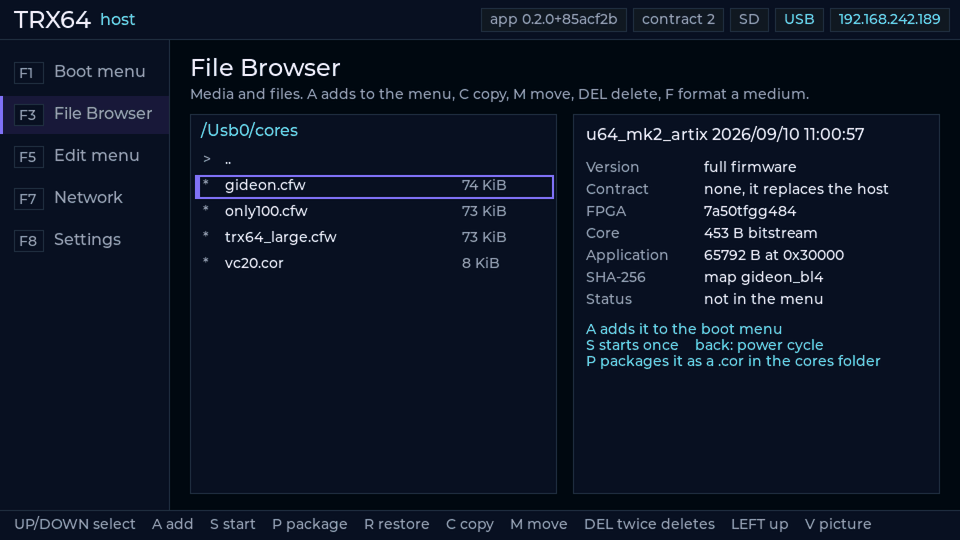 TRX64 host
app 0.2.0+85acf2b contract 2 SD USB 192.168.242.189
F1 Boot menu
F3 File Browser
F5 Edit menu
F7 Network
F8 Settings
File Browser
Media and files. A adds to the menu, C copy, M move, DEL delete, F format a medium.
/Usb0/cores
> ..
* gideon.cfw 74 KiB
* only100.cfw 73 KiB
* trx64_large.cfw 73 KiB
* vc20.cor 8 KiB
u64_mk2_artix 2026/09/10 11:00:57
Version full firmware
Contract none, it replaces the host
FPGA 7a50tfgg484
Core 453 B bitstream
Application 65792 B at 0x30000
SHA-256 map gideon_bl4
Status not in the menu
A adds it to the boot menu
S starts once back: power cycle
P packages it as a .cor in the cores folder
UP/DOWN select A add S start P package R restore C copy M move DEL twice deletes LEFT up V picture